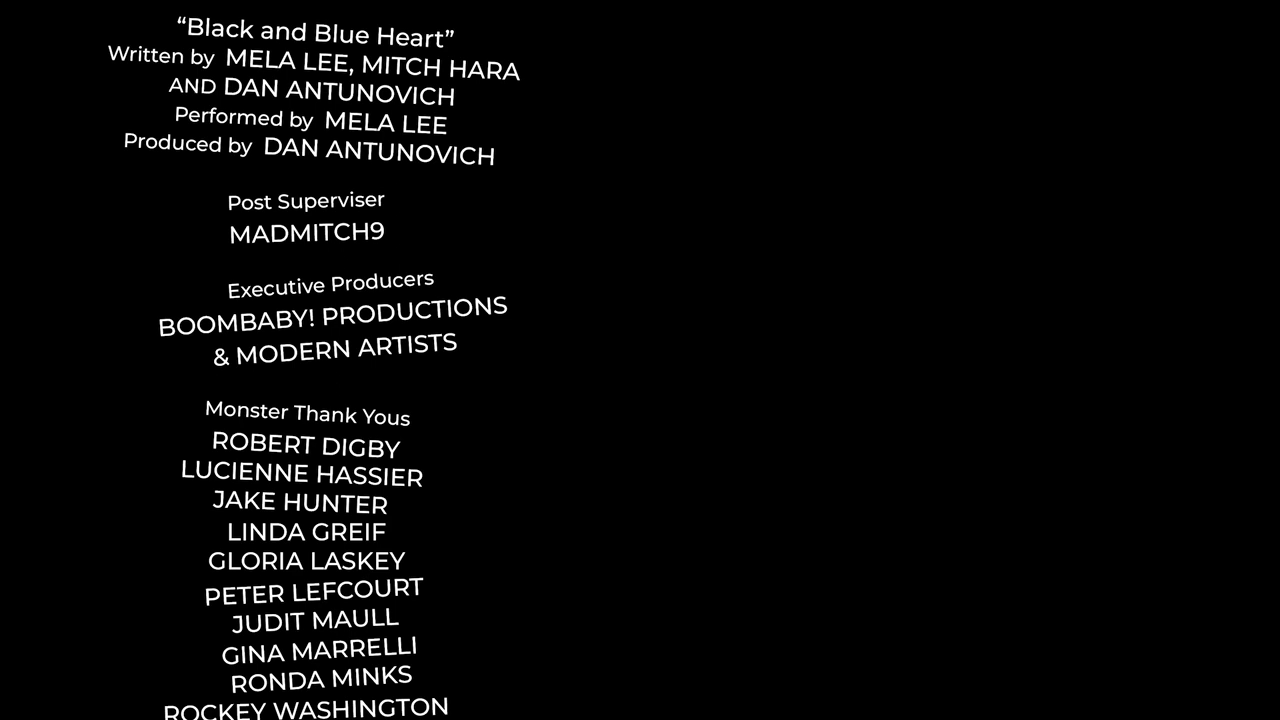 “Black and Blue Heart”
Written by MELA LEE, MITCH HARA
AND DAN ANTUNOVICH
Performed by MELA LEE
Produced by DAN ANTUNOVICH
Post Superviser
MADMITCH9
Executive Producers
BOOMBABY! PRODUCTIONS
& MODERN ARTISTS
Monster Thank Yous
ROBERT DIGBY
LUCIENNE HASSIER
JAKE HUNTER
LINDA GREIF
GLORIA LASKEY
PETER LEFCOURT
JUDIT MAULL
GINA MARRELLI
RONDA MINKS
ROCKEY WASHINGTON